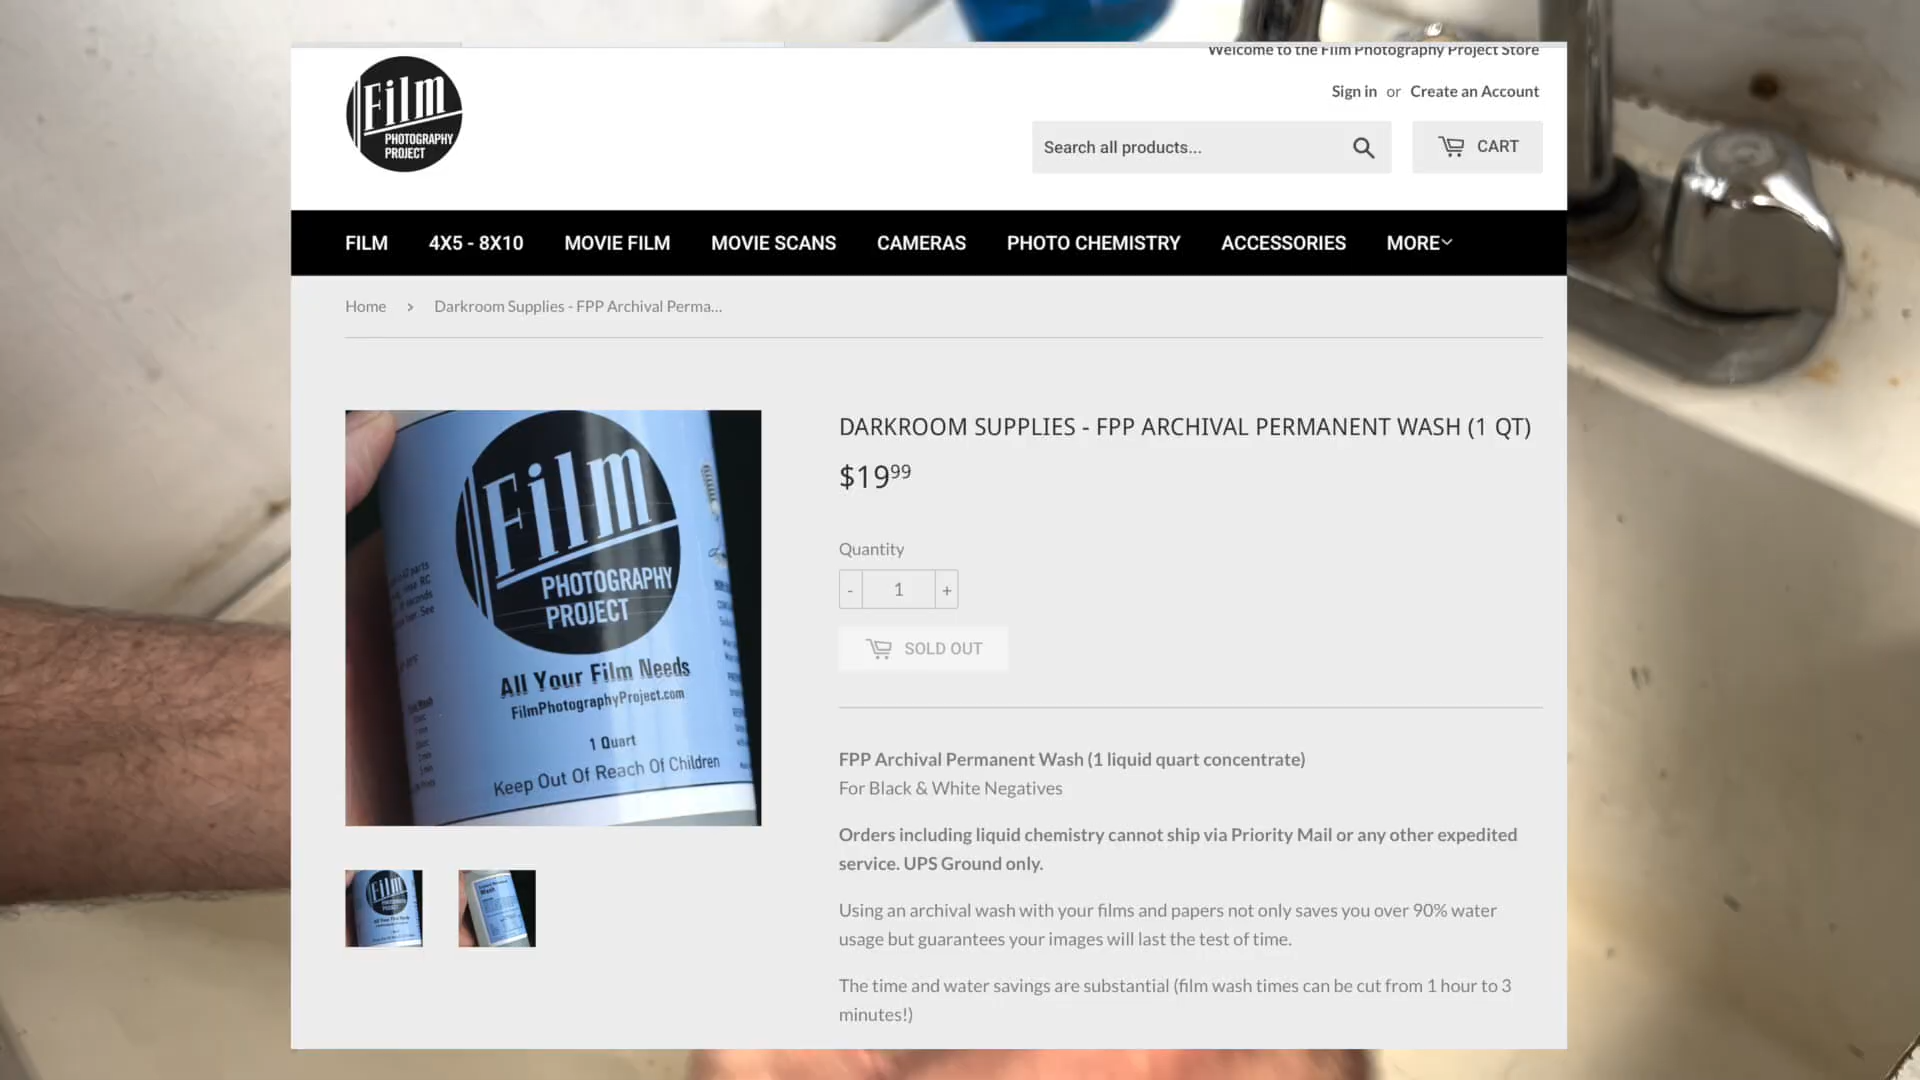 Welcome to the Film Photography Project Store
Film
PHOTOGRAPHY
PROJECT
Sign in or Create an Account
Search all products...
CART
FILM
4X5 - 8X10
MOVIE FILM
MOVIE SCANS
CAMERAS
PHOTO CHEMISTRY
ACCESSORIES
MORE
Home › Darkroom Supplies - FPP Archival Perma...
Film
PHOTOGRAPHY
PROJECT
All Your Film Needs
FilmPhotographyProject.com
1 Quart
Keep Out Of Reach Of Children
DARKROOM SUPPLIES - FPP ARCHIVAL PERMANENT WASH (1 QT)
$19.99
Quantity
- 1 +
SOLD OUT
FPP Archival Permanent Wash (1 liquid quart concentrate)
For Black & White Negatives
Orders including liquid chemistry cannot ship via Priority Mail or any other expedited
service. UPS Ground only.
Using an archival wash with your films and papers not only saves you over 90% water
usage but guarantees your images will last the test of time.
The time and water savings are substantial (film wash times can be cut from 1 hour to 3
minutes!)